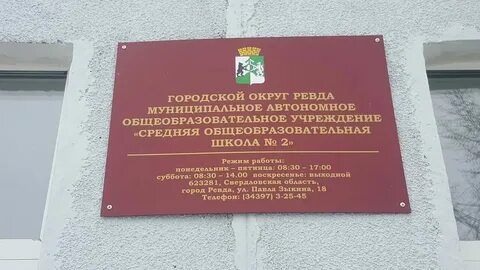 ГОРОДСКОЙ ОКРУГ РЕВДА
МУНИЦИПАЛЬНОЕ АВТОНОМНОЕ
ОБЩЕОБРАЗОВАТЕЛЬНОЕ УЧРЕЖДЕНИЕ
«СРЕДНЯЯ ОБЩЕОБРАЗОВАТЕЛЬНАЯ
ШКОЛА № 2»
Режим работы:
понедельник – пятница: 08:30 – 17:00
суббота: 08:30 – 14.00 воскресенье: выходной
623281, Свердловская область,
город Ревда, ул. Павла Зыкина, 18
Телефон: (34397) 3-25-45